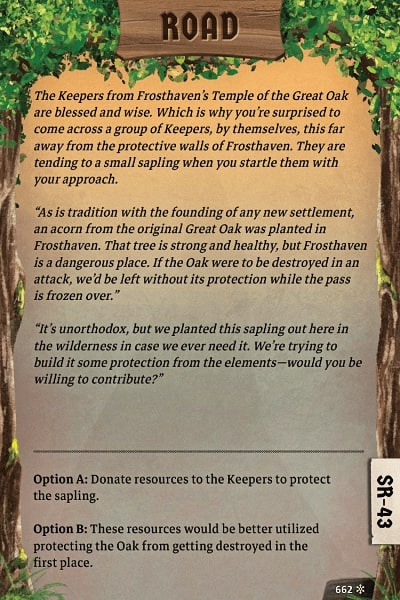 ROAD
The Keepers from Frosthaven’s Temple of the Great Oak
are blessed and wise. Which is why you’re surprised to
come across a group of Keepers, by themselves, this far
away from the protective walls of Frosthaven. They are
tending to a small sapling when you startle them with
your approach.
“As is tradition with the founding of any new settlement,
an acorn from the original Great Oak was planted in
Frosthaven. That tree is strong and healthy, but Frosthaven
is a dangerous place. If the Oak were to be destroyed in an
attack, we’d be left without its protection while the pass
is frozen over.”
“It’s unorthodox, but we planted this sapling out here in
the wilderness in case we ever need it. We’re trying to
build it some protection from the elements—would you be
willing to contribute?”
Option A: Donate resources to the Keepers to protect
the sapling.
Option B: These resources would be better utilized
protecting the Oak from getting destroyed in the
first place.
SR-43
662